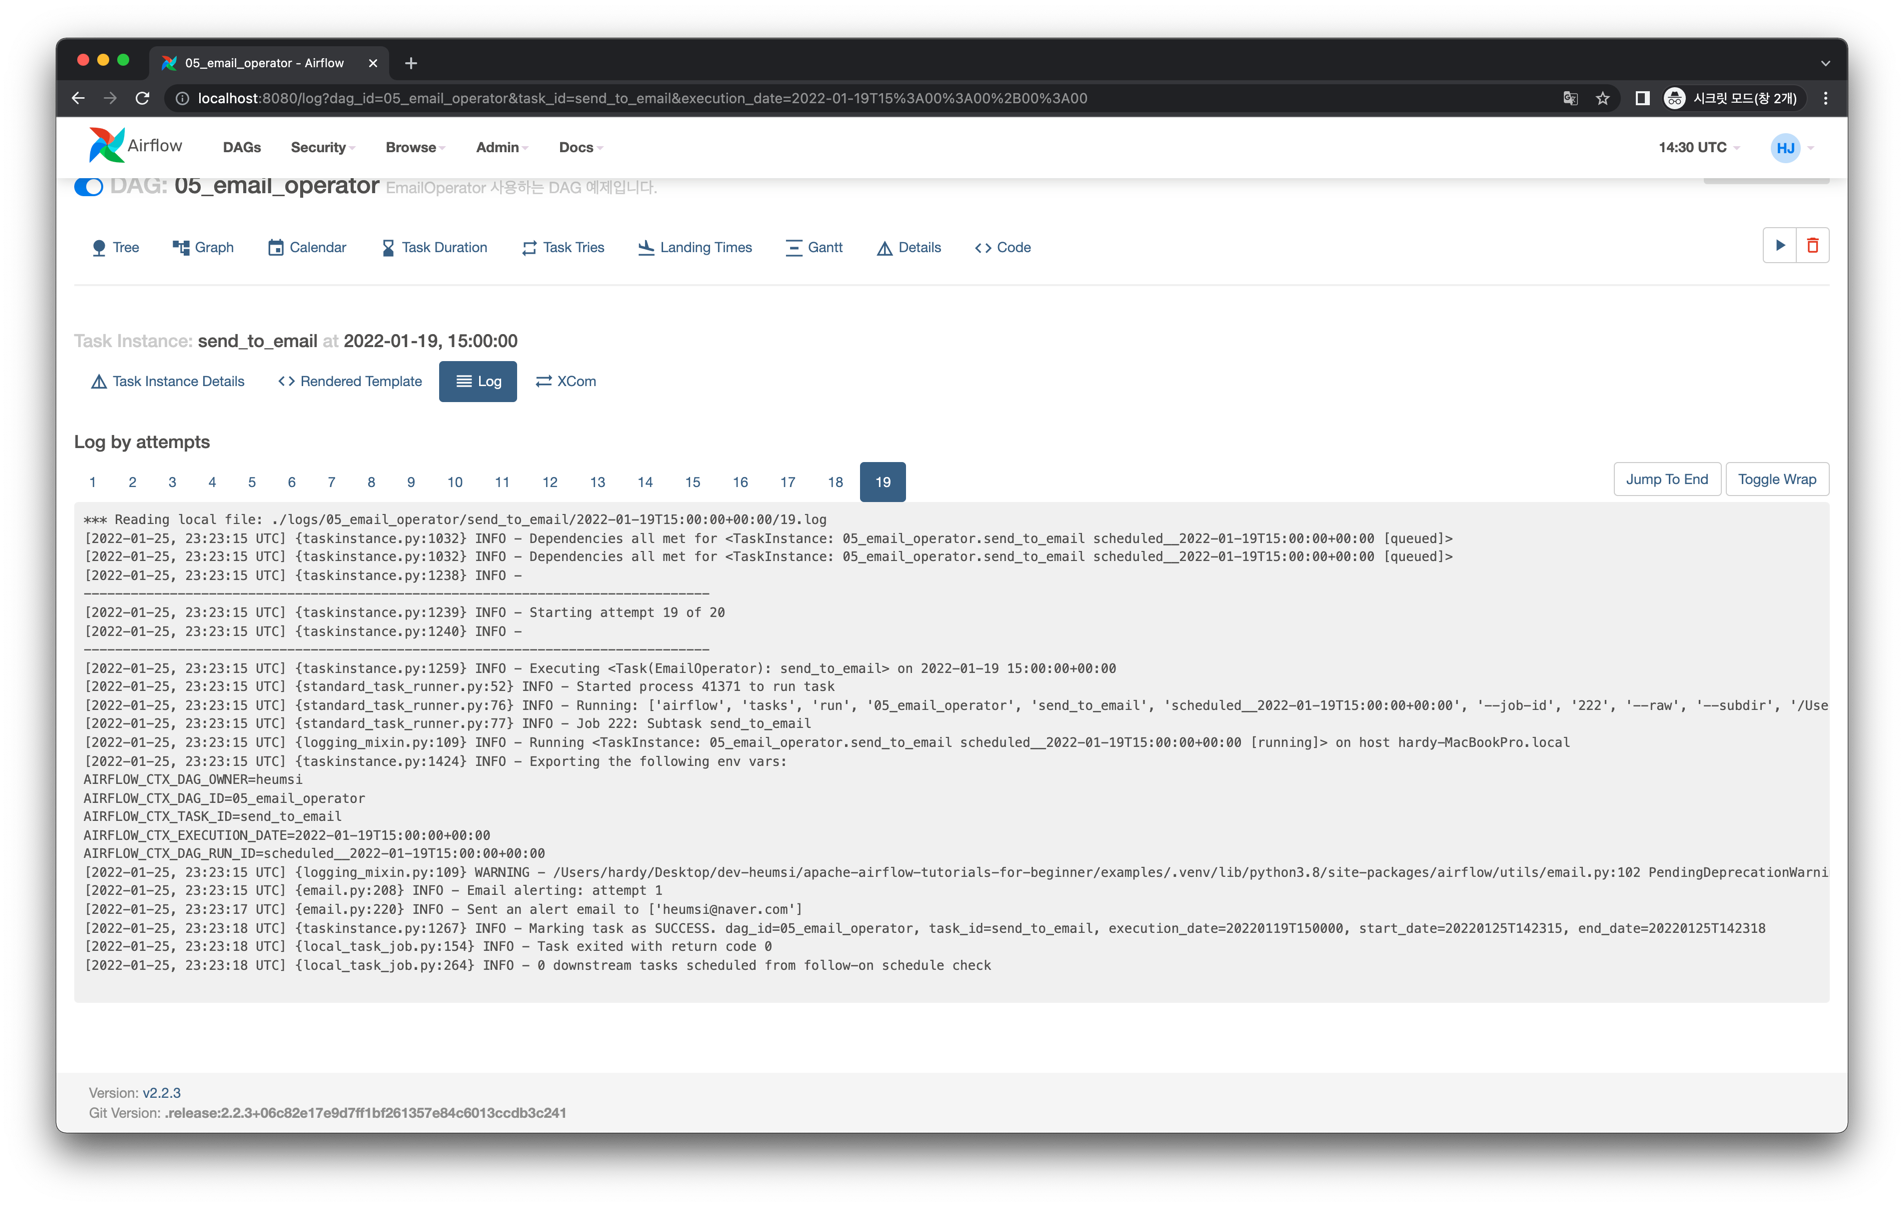 05_email_operator - Airflow
localhost:8080/log?dag_id=05_email_operator&task_id=send_to_email&execution_date=2022-01-19T15%3A00%3A00%2B00%3A00
시크릿 모드(창 2개)
Airflow
DAGs
Security
Browse
Admin
Docs
14:30 UTC
HJ
DAG: 05_email_operator EmailOperator 사용하는 DAG 예제입니다.
Tree
Graph
Calendar
Task Duration
Task Tries
Landing Times
Gantt
Details
Code
Task Instance: send_to_email at 2022-01-19, 15:00:00
Task Instance Details
Rendered Template
Log
XCom
Log by attempts
1 2 3 4 5 6 7 8 9 10 11 12 13 14 15 16 17 18 19
Jump To End
Toggle Wrap
*** Reading local file: ./logs/05_email_operator/send_to_email/2022-01-19T15:00:00+00:00/19.log
[2022-01-25, 23:23:15 UTC] {taskinstance.py:1032} INFO - Dependencies all met for <TaskInstance: 05_email_operator.send_to_email scheduled__2022-01-19T15:00:00+00:00 [queued]>
[2022-01-25, 23:23:15 UTC] {taskinstance.py:1032} INFO - Dependencies all met for <TaskInstance: 05_email_operator.send_to_email scheduled__2022-01-19T15:00:00+00:00 [queued]>
[2022-01-25, 23:23:15 UTC] {taskinstance.py:1238} INFO -
--------------------------------------------------------------------------------
[2022-01-25, 23:23:15 UTC] {taskinstance.py:1239} INFO - Starting attempt 19 of 20
[2022-01-25, 23:23:15 UTC] {taskinstance.py:1240} INFO -
--------------------------------------------------------------------------------
[2022-01-25, 23:23:15 UTC] {taskinstance.py:1259} INFO - Executing <Task(EmailOperator): send_to_email> on 2022-01-19 15:00:00+00:00
[2022-01-25, 23:23:15 UTC] {standard_task_runner.py:52} INFO - Started process 41371 to run task
[2022-01-25, 23:23:15 UTC] {standard_task_runner.py:76} INFO - Running: ['airflow', 'tasks', 'run', '05_email_operator', 'send_to_email', 'scheduled__2022-01-19T15:00:00+00:00', '--job-id', '222', '--raw', '--subdir', '/Use
[2022-01-25, 23:23:15 UTC] {standard_task_runner.py:77} INFO - Job 222: Subtask send_to_email
[2022-01-25, 23:23:15 UTC] {logging_mixin.py:109} INFO - Running <TaskInstance: 05_email_operator.send_to_email scheduled__2022-01-19T15:00:00+00:00 [running]> on host hardy-MacBookPro.local
[2022-01-25, 23:23:15 UTC] {taskinstance.py:1424} INFO - Exporting the following env vars:
AIRFLOW_CTX_DAG_OWNER=heumsi
AIRFLOW_CTX_DAG_ID=05_email_operator
AIRFLOW_CTX_TASK_ID=send_to_email
AIRFLOW_CTX_EXECUTION_DATE=2022-01-19T15:00:00+00:00
AIRFLOW_CTX_DAG_RUN_ID=scheduled__2022-01-19T15:00:00+00:00
[2022-01-25, 23:23:15 UTC] {logging_mixin.py:109} WARNING - /Users/hardy/Desktop/dev-heumsi/apache-airflow-tutorials-for-beginner/examples/.venv/lib/python3.8/site-packages/airflow/utils/email.py:102 PendingDeprecationWarni
[2022-01-25, 23:23:15 UTC] {email.py:208} INFO - Email alerting: attempt 1
[2022-01-25, 23:23:17 UTC] {email.py:220} INFO - Sent an alert email to ['heumsi@naver.com']
[2022-01-25, 23:23:18 UTC] {taskinstance.py:1267} INFO - Marking task as SUCCESS. dag_id=05_email_operator, task_id=send_to_email, execution_date=20220119T150000, start_date=20220125T142315, end_date=20220125T142318
[2022-01-25, 23:23:18 UTC] {local_task_job.py:154} INFO - Task exited with return code 0
[2022-01-25, 23:23:18 UTC] {local_task_job.py:264} INFO - 0 downstream tasks scheduled from follow-on schedule check
Version: v2.2.3
Git Version: .release:2.2.3+06c82e17e9d7ff1bf261357e84c6013ccdb3c241